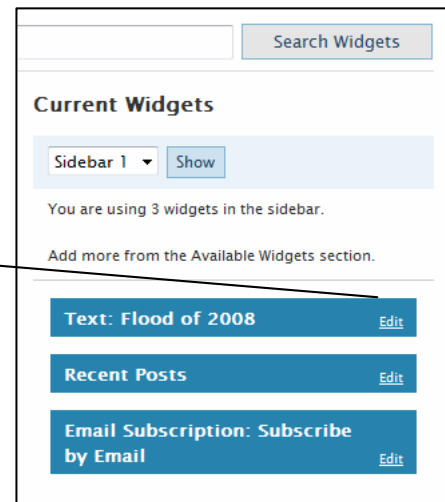 Search Widgets
Current Widgets
Sidebar 1 Show
You are using 3 widgets in the sidebar.
Add more from the Available Widgets section.
Text: Flood of 2008 Edit
Recent Posts Edit
Email Subscription: Subscribe
by Email Edit